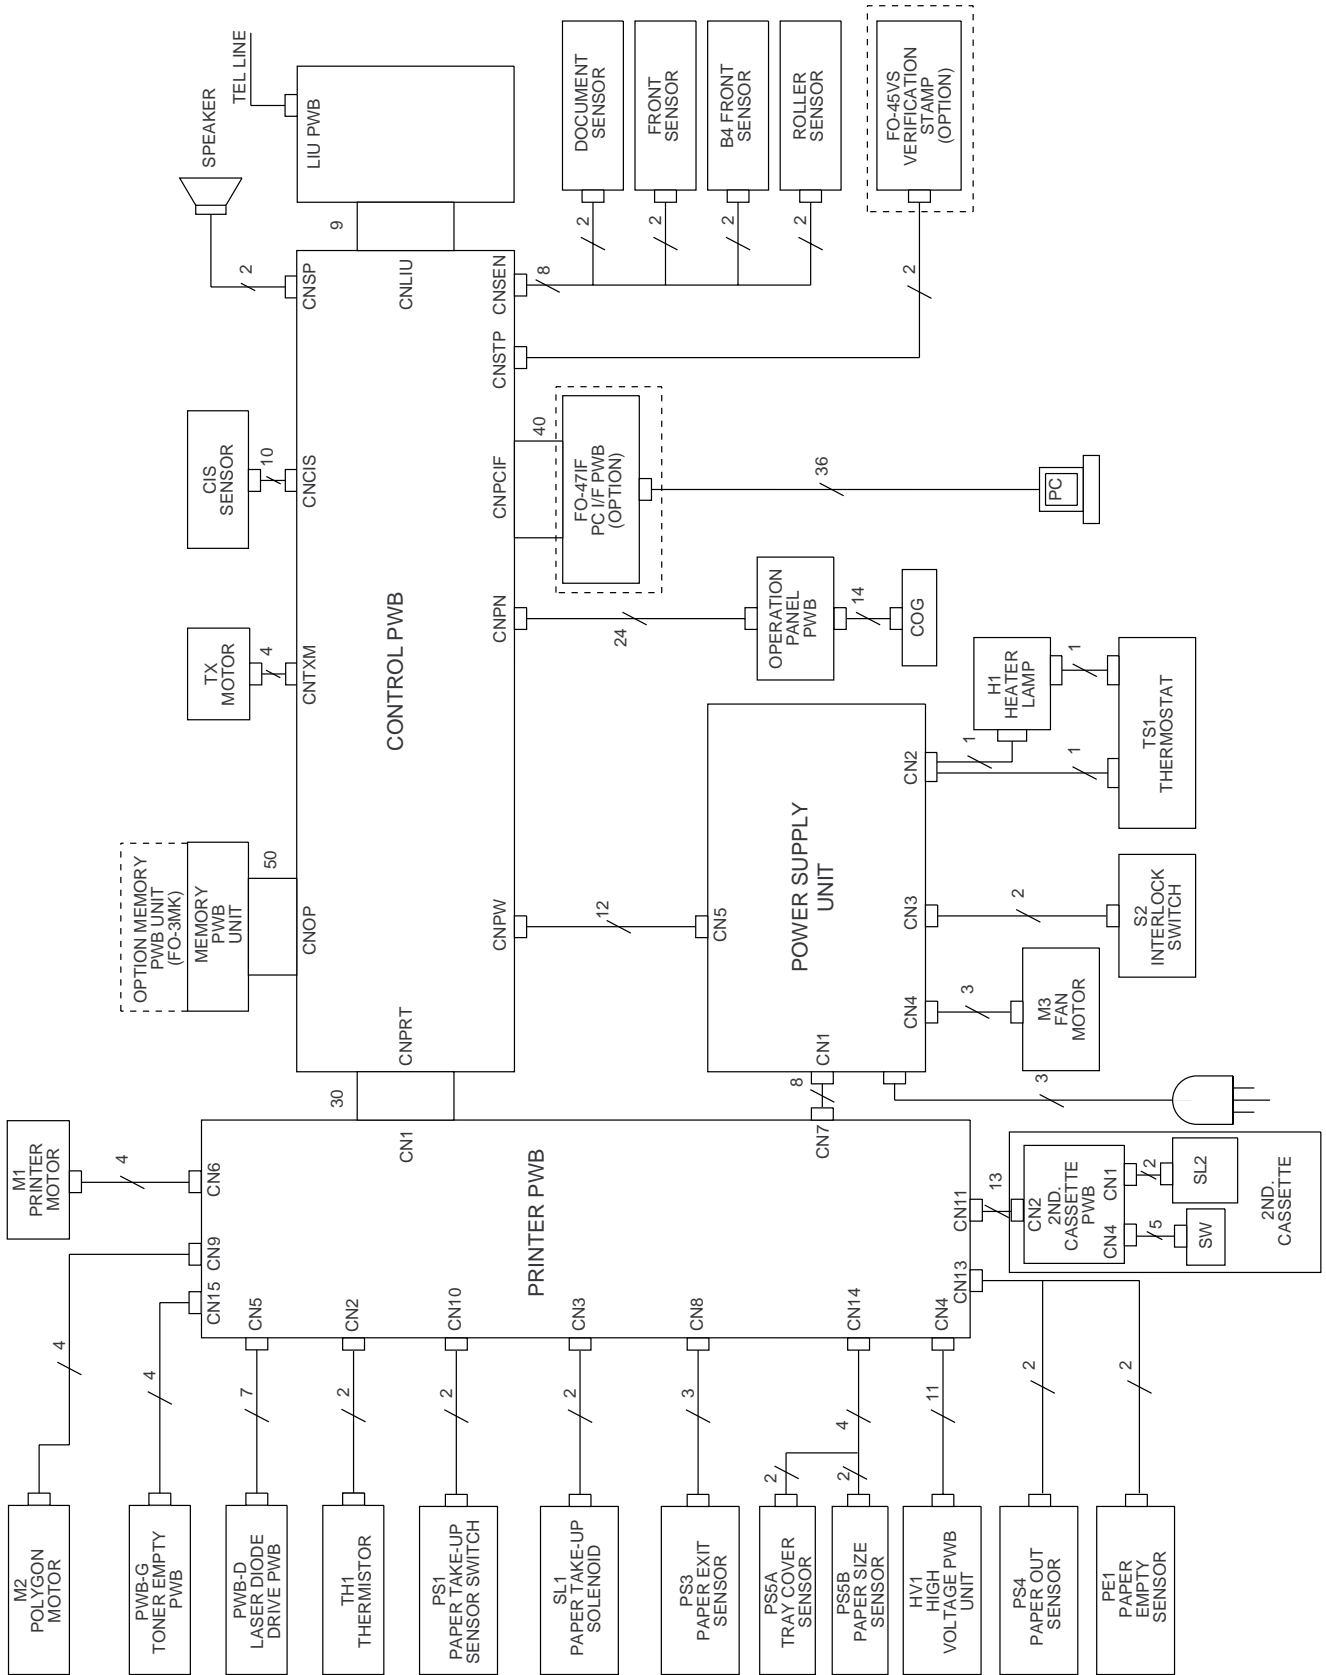 M2
POLYGON
MOTOR
PWB-G
TONER EMPTY
PWB
PWB-D
LASER DIODE
DRIVE PWB
TH1
THERMISTOR
PS1
PAPER TAKE-UP
SENSOR SWITCH
SL1
PAPER TAKE-UP
SOLENOID
PS3
PAPER EXIT
SENSOR
PS5A
TRAY COVER
SENSOR
PS5B
PAPER SIZE
SENSOR
HV1
HIGH
VOLTAGE PWB
UNIT
PS4
PAPER OUT
SENSOR
PE1
PAPER
EMPTY
SENSOR
4
4
7
2
2
2
3
2
2
4
11
2
2
M1
PRINTER
MOTOR
4
CN6
CN9
CN15
CN5
CN2
CN10
CN3
CN8
CN14
CN4
CN13
CN11
CN7
CN1
PRINTER PWB
13
CN2
2ND.
CASSETTE
PWB
CN1
CN4
2
5
SL2
SW
2ND.
CASSETTE
30
8
3
OPTION MEMORY
PWB UNIT
(FO-3MK)
MEMORY
PWB
UNIT
50
CNOP
CNPRT
CONTROL PWB
CNPW
12
CN5
POWER SUPPLY
UNIT
CN1
CN4
CN3
CN2
3
M3
FAN
MOTOR
2
S2
INTERLOCK
SWITCH
1
1
H1
HEATER
LAMP
1
TS1
THERMOSTAT
TX
MOTOR
4
CNTXM
CIS
SENSOR
10
CNCIS
CNPN
24
OPERATION
PANEL
PWB
14
COG
CNPCIF
40
FO-47IF
PC I/F PWB
(OPTION)
36
PC
SPEAKER
2
CNSP
TEL LINE
LIU PWB
9
CNLIU
CNSEN
8
CNSTP
2
2
2
2
2
DOCUMENT
SENSOR
FRONT
SENSOR
B4 FRONT
SENSOR
ROLLER
SENSOR
FO-45VS
VERIFICATION
STAMP
(OPTION)